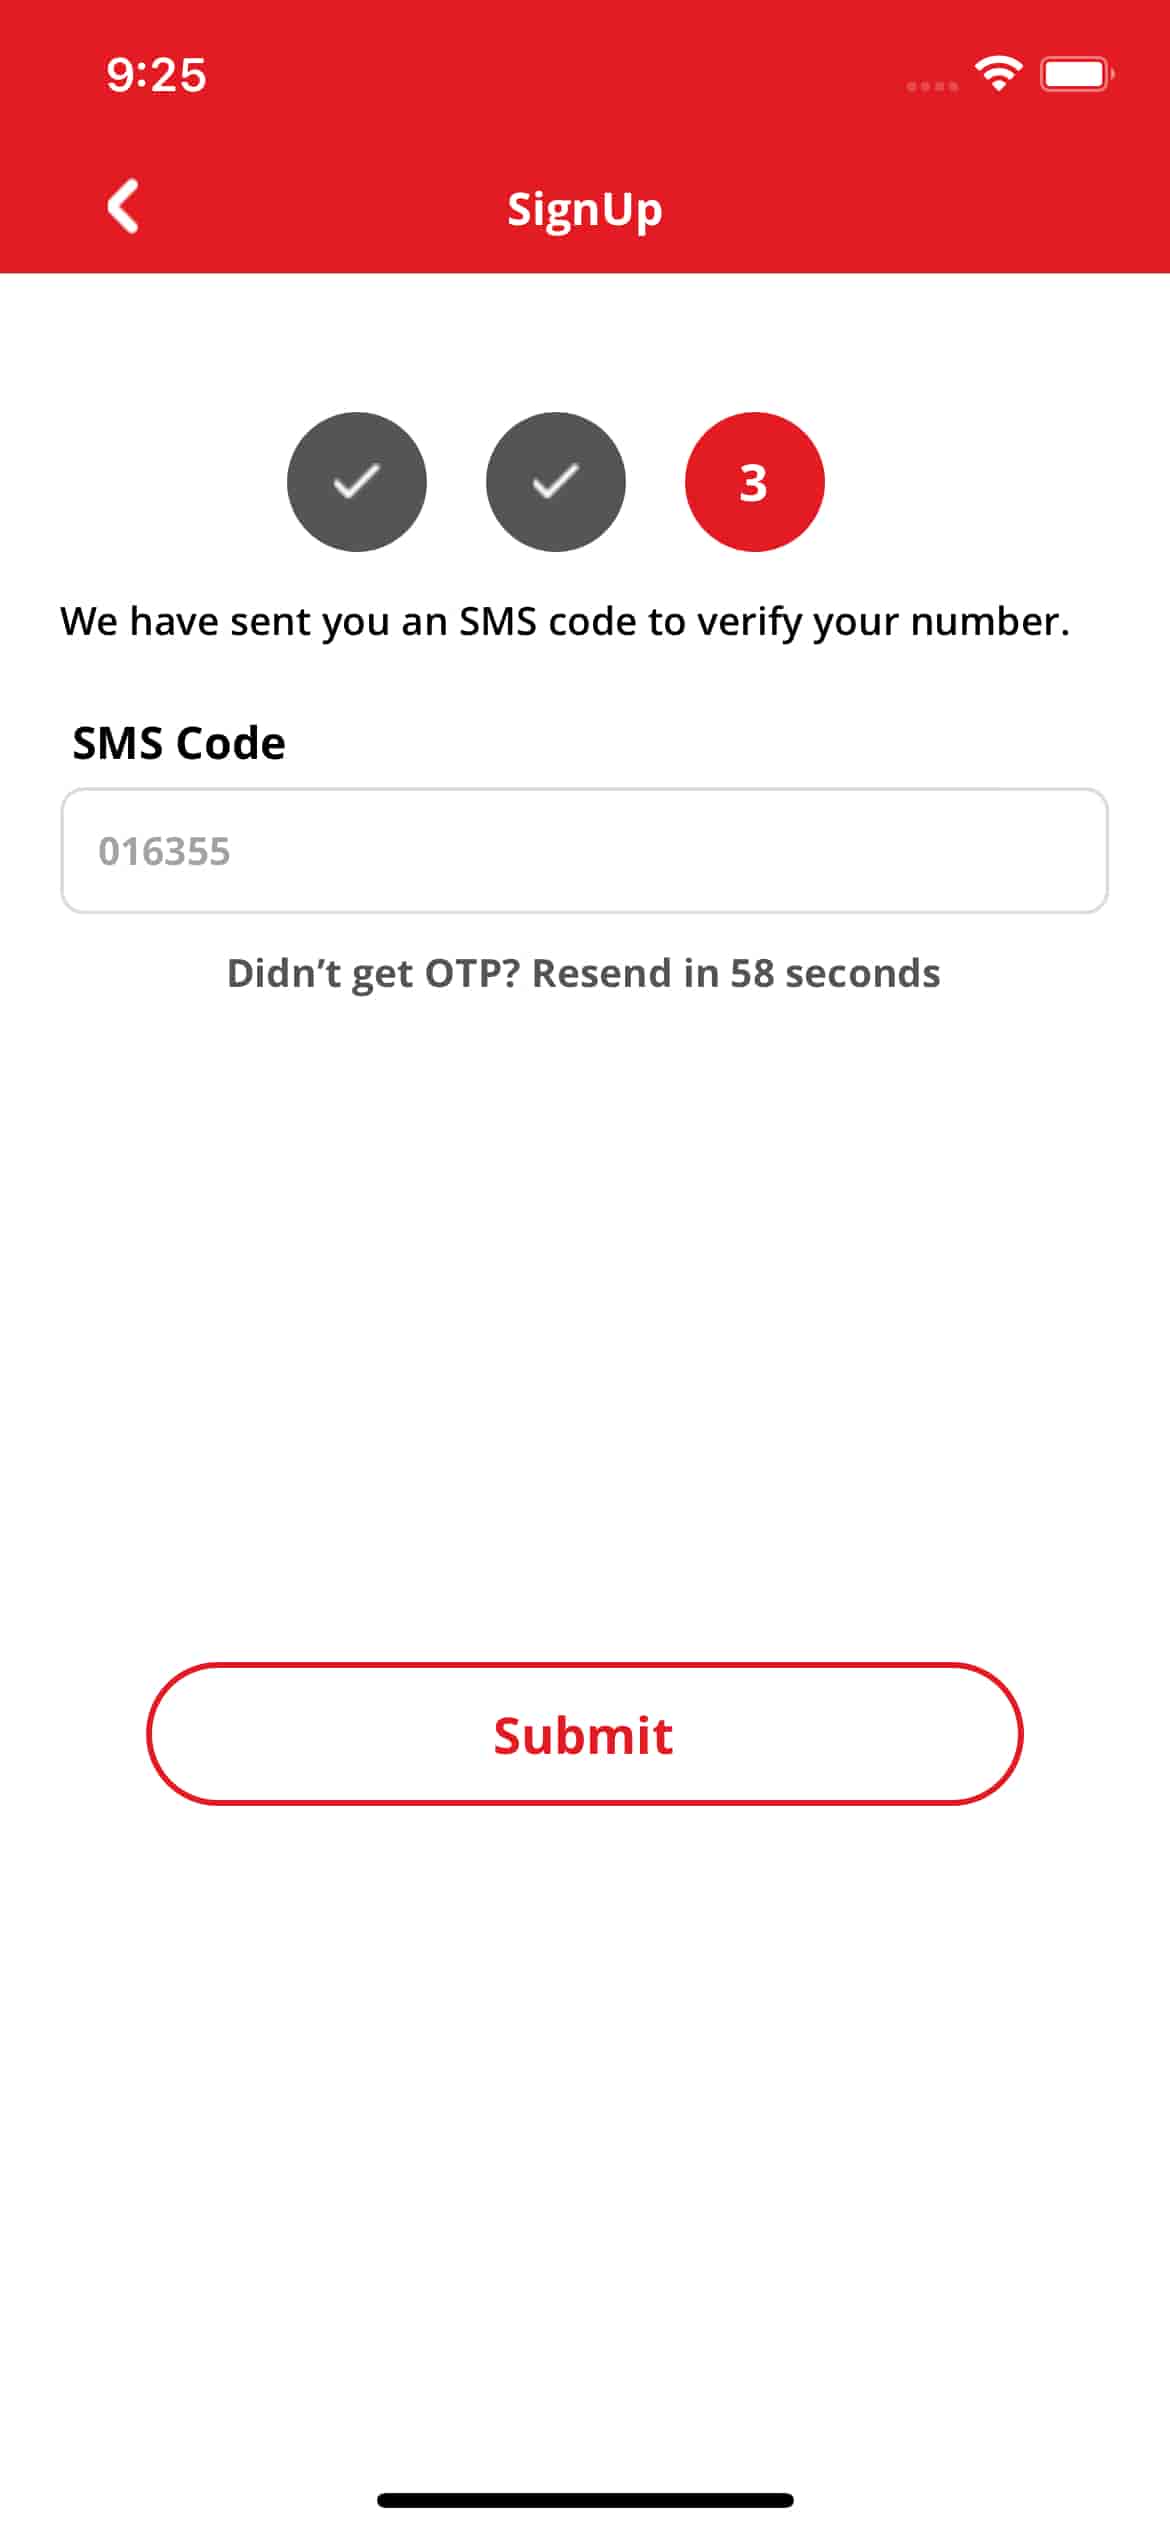 9:25
SignUp
3
We have sent you an SMS code to verify your number.
SMS Code
016355
Didn’t get OTP? Resend in 58 seconds
Submit